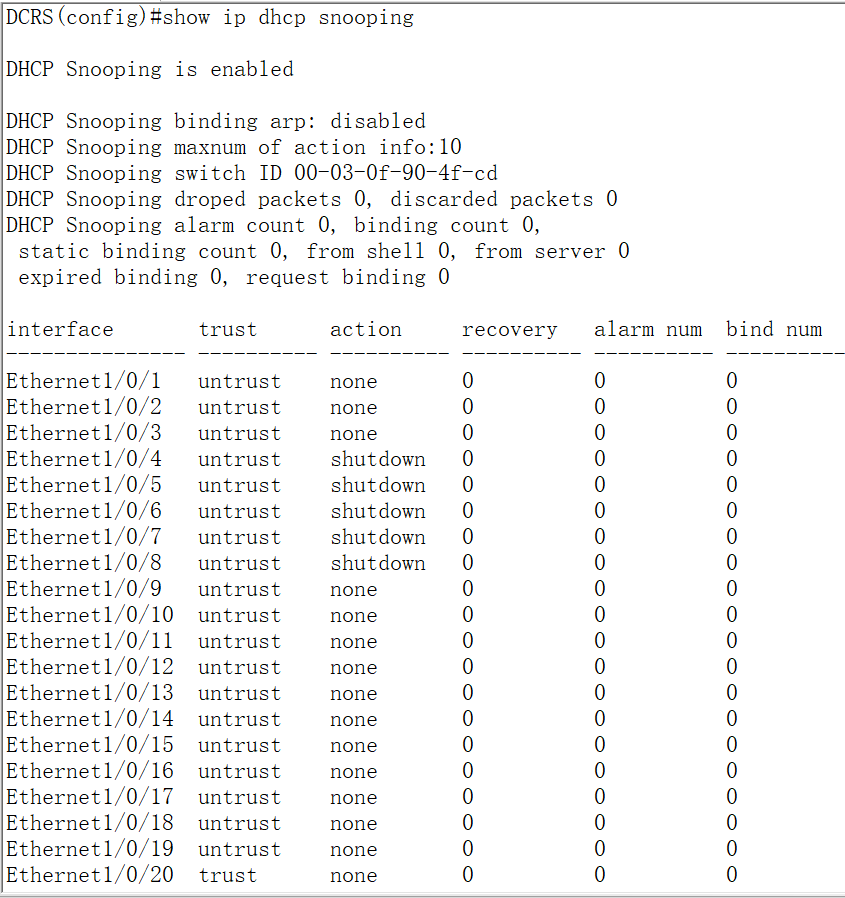 DCRS(config)#show ip dhcp snooping
DHCP Snooping is enabled
DHCP Snooping binding arp: disabled
DHCP Snooping maxnum of action info:10
DHCP Snooping switch ID 00-03-0f-90-4f-cd
DHCP Snooping droped packets 0, discarded packets 0
DHCP Snooping alarm count 0, binding count 0,
static binding count 0, from shell 0, from server 0
expired binding 0, request binding 0
interface trust action recovery alarm num bind num
--------------- ---------- ---------- ---------- ---------- ----------
Ethernet1/0/1 untrust none 0 0 0
Ethernet1/0/2 untrust none 0 0 0
Ethernet1/0/3 untrust none 0 0 0
Ethernet1/0/4 untrust shutdown 0 0 0
Ethernet1/0/5 untrust shutdown 0 0 0
Ethernet1/0/6 untrust shutdown 0 0 0
Ethernet1/0/7 untrust shutdown 0 0 0
Ethernet1/0/8 untrust shutdown 0 0 0
Ethernet1/0/9 untrust none 0 0 0
Ethernet1/0/10 untrust none 0 0 0
Ethernet1/0/11 untrust none 0 0 0
Ethernet1/0/12 untrust none 0 0 0
Ethernet1/0/13 untrust none 0 0 0
Ethernet1/0/14 untrust none 0 0 0
Ethernet1/0/15 untrust none 0 0 0
Ethernet1/0/16 untrust none 0 0 0
Ethernet1/0/17 untrust none 0 0 0
Ethernet1/0/18 untrust none 0 0 0
Ethernet1/0/19 untrust none 0 0 0
Ethernet1/0/20 trust none 0 0 0